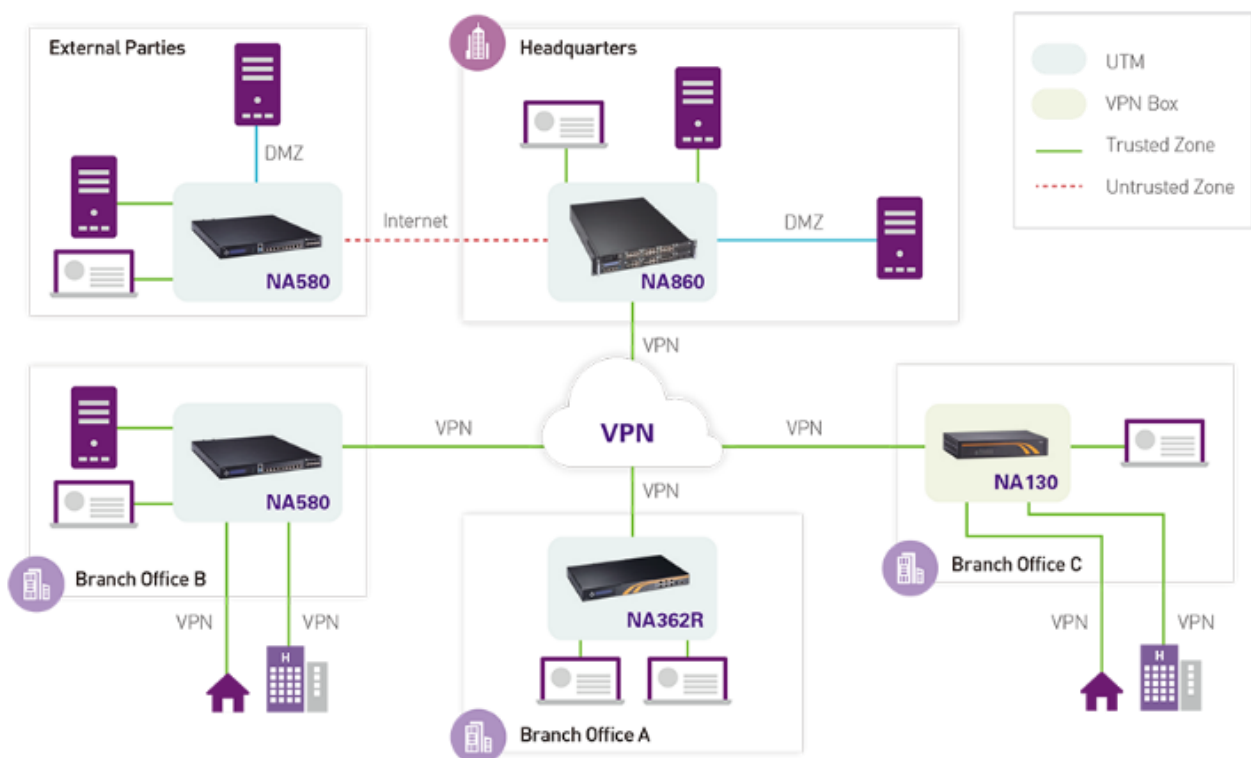 External Parties
DMZ
NA580
Internet
Headquarters
NA860
DMZ
VPN
UTM
VPN Box
Trusted Zone
Untrusted Zone
VPN
VPN
VPN
VPN
NA580
Branch Office B
VPN
VPN
H
NA362R
Branch Office A
NA130
Branch Office C
VPN
VPN
H